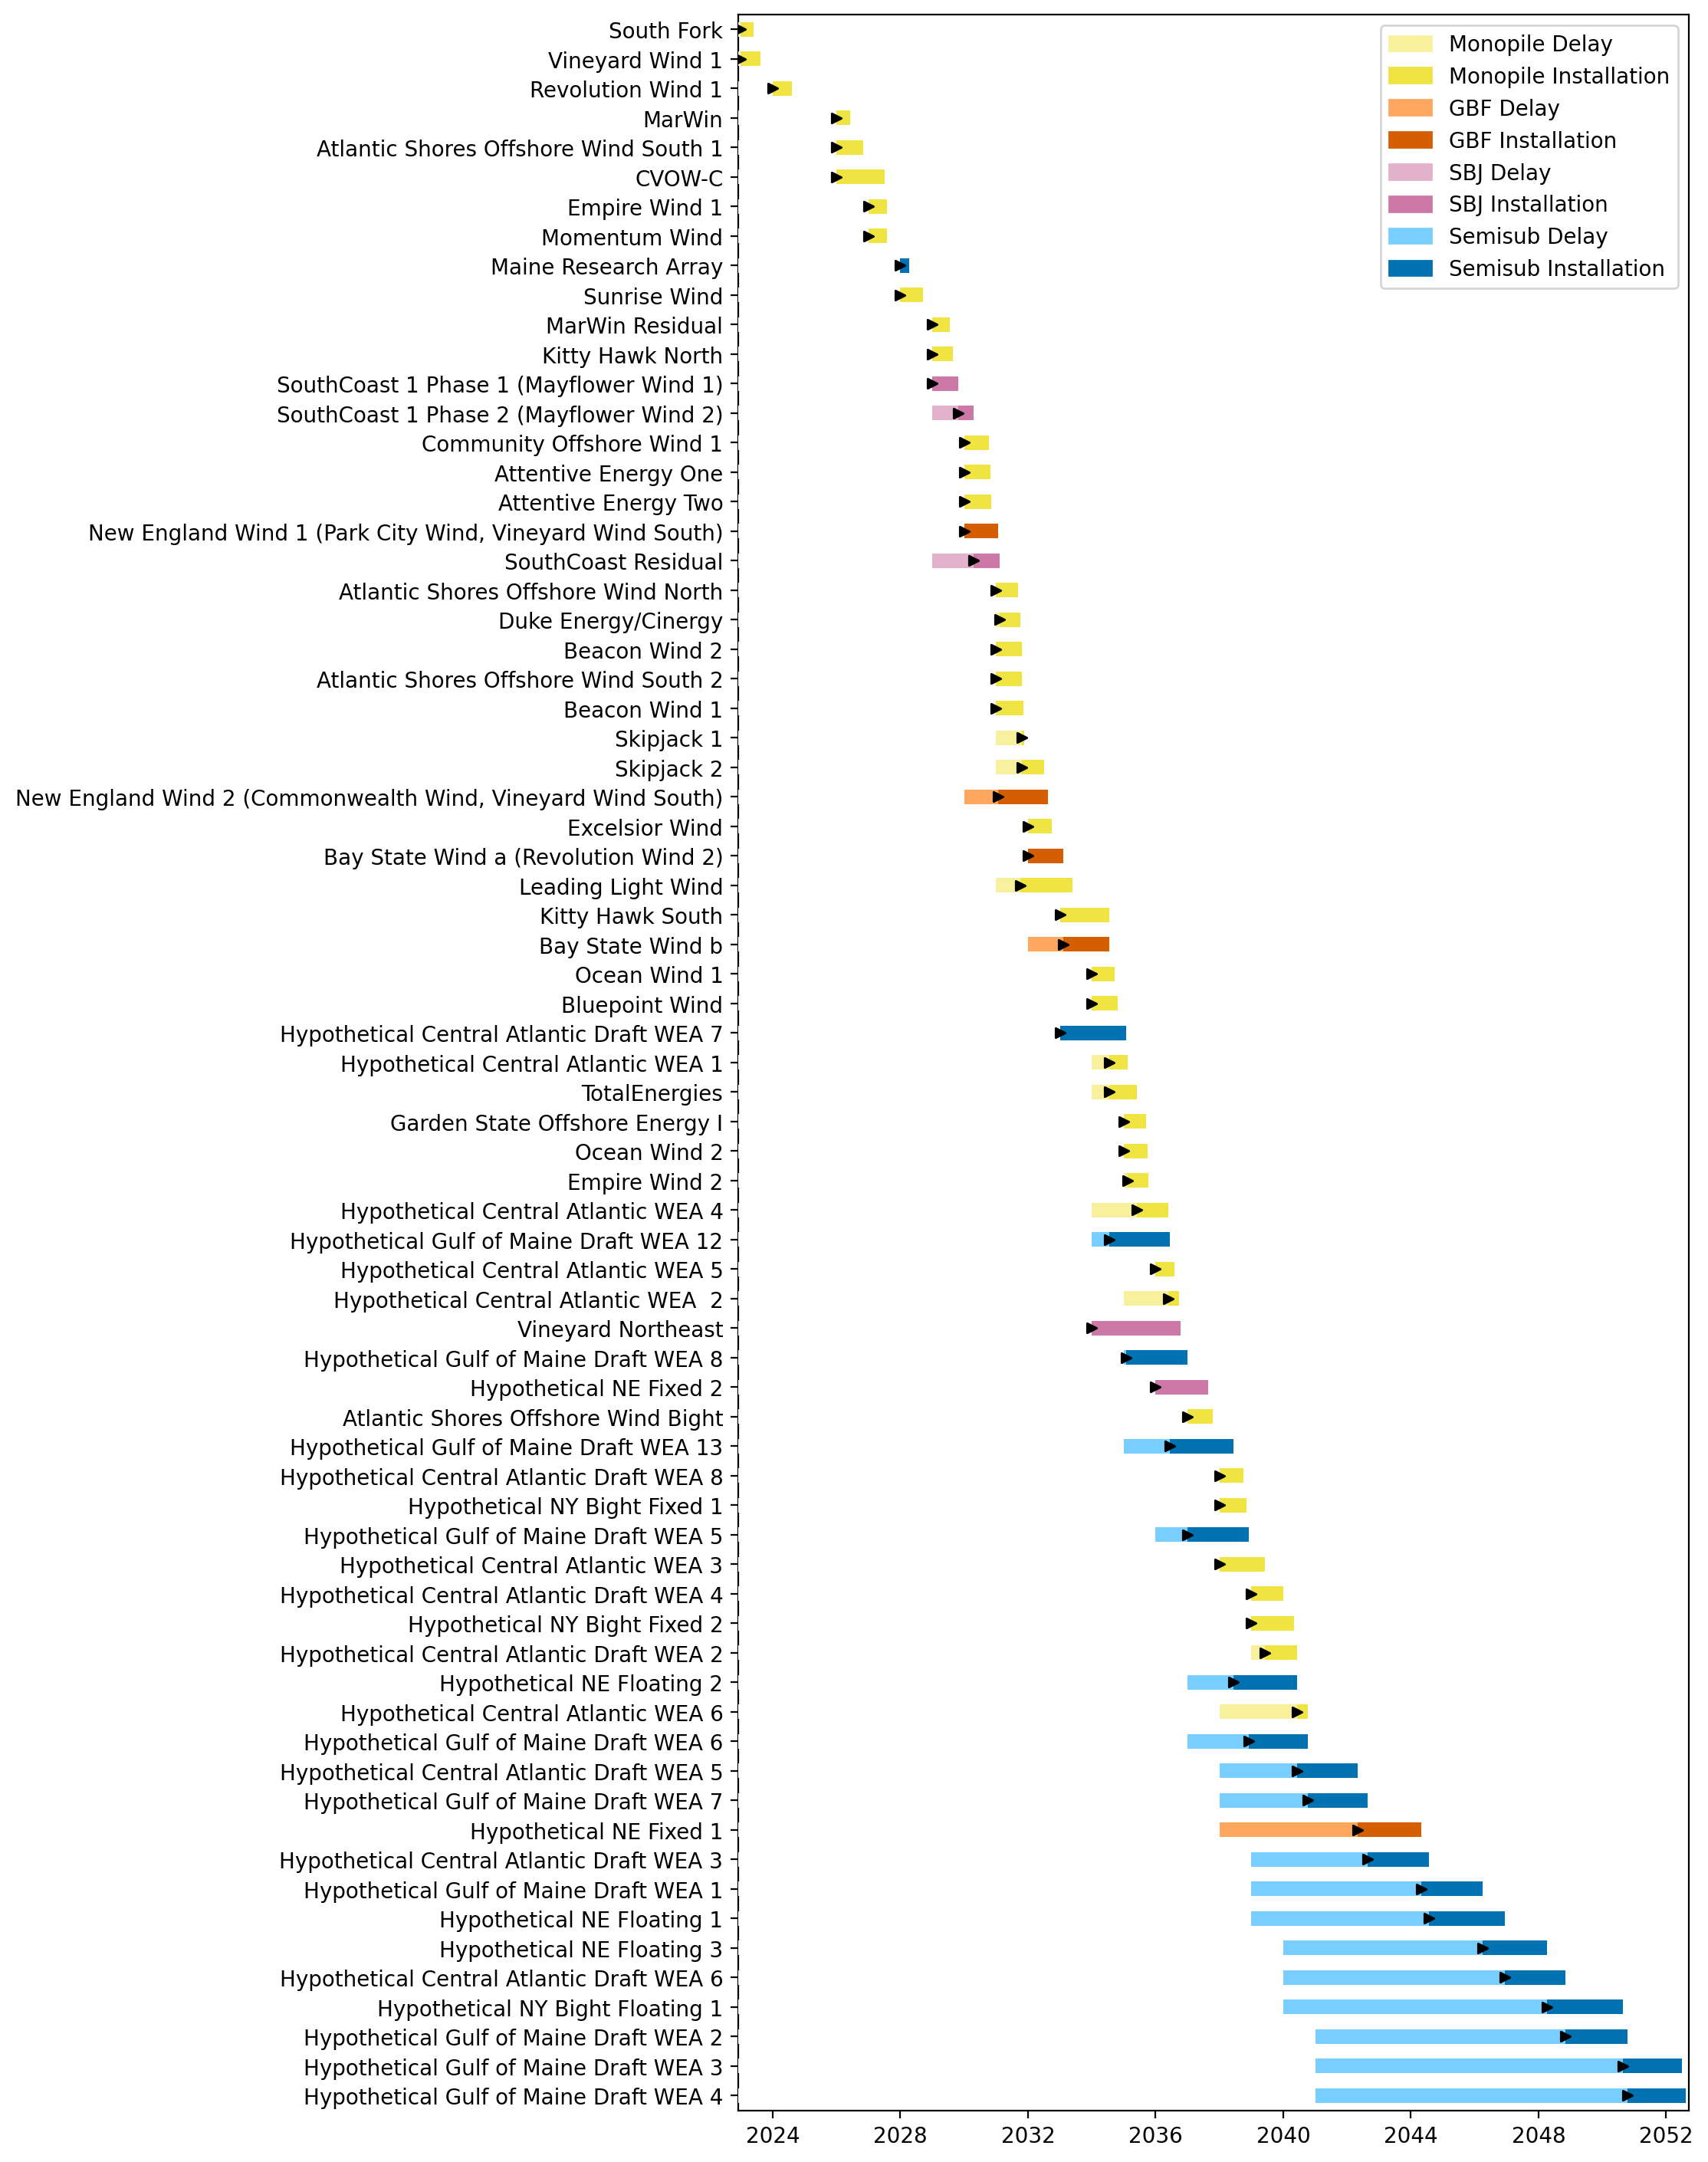 South Fork
Vineyard Wind 1
Revolution Wind 1
MarWin
Atlantic Shores Offshore Wind South 1
CVOW-C
Empire Wind 1
Momentum Wind
Maine Research Array
Sunrise Wind
MarWin Residual
Kitty Hawk North
SouthCoast 1 Phase 1 (Mayflower Wind 1)
SouthCoast 1 Phase 2 (Mayflower Wind 2)
Community Offshore Wind 1
Attentive Energy One
Attentive Energy Two
New England Wind 1 (Park City Wind, Vineyard Wind South)
SouthCoast Residual
Atlantic Shores Offshore Wind North
Duke Energy/Cinergy
Beacon Wind 2
Atlantic Shores Offshore Wind South 2
Beacon Wind 1
Skipjack 1
Skipjack 2
New England Wind 2 (Commonwealth Wind, Vineyard Wind South)
Excelsior Wind
Bay State Wind a (Revolution Wind 2)
Leading Light Wind
Kitty Hawk South
Bay State Wind b
Ocean Wind 1
Bluepoint Wind
Hypothetical Central Atlantic Draft WEA 7
Hypothetical Central Atlantic WEA 1
TotalEnergies
Garden State Offshore Energy I
Ocean Wind 2
Empire Wind 2
Hypothetical Central Atlantic WEA 4
Hypothetical Gulf of Maine Draft WEA 12
Hypothetical Central Atlantic WEA 5
Hypothetical Central Atlantic WEA  2
Vineyard Northeast
Hypothetical Gulf of Maine Draft WEA 8
Hypothetical NE Fixed 2
Atlantic Shores Offshore Wind Bight
Hypothetical Gulf of Maine Draft WEA 13
Hypothetical Central Atlantic Draft WEA 8
Hypothetical NY Bight Fixed 1
Hypothetical Gulf of Maine Draft WEA 5
Hypothetical Central Atlantic WEA 3
Hypothetical Central Atlantic Draft WEA 4
Hypothetical NY Bight Fixed 2
Hypothetical Central Atlantic Draft WEA 2
Hypothetical NE Floating 2
Hypothetical Central Atlantic WEA 6
Hypothetical Gulf of Maine Draft WEA 6
Hypothetical Central Atlantic Draft WEA 5
Hypothetical Gulf of Maine Draft WEA 7
Hypothetical NE Fixed 1
Hypothetical Central Atlantic Draft WEA 3
Hypothetical Gulf of Maine Draft WEA 1
Hypothetical NE Floating 1
Hypothetical NE Floating 3
Hypothetical Central Atlantic Draft WEA 6
Hypothetical NY Bight Floating 1
Hypothetical Gulf of Maine Draft WEA 2
Hypothetical Gulf of Maine Draft WEA 3
Hypothetical Gulf of Maine Draft WEA 4
Monopile Delay
Monopile Installation
GBF Delay
GBF Installation
SBJ Delay
SBJ Installation
Semisub Delay
Semisub Installation
2024 2028 2032 2036 2040 2044 2048 2052